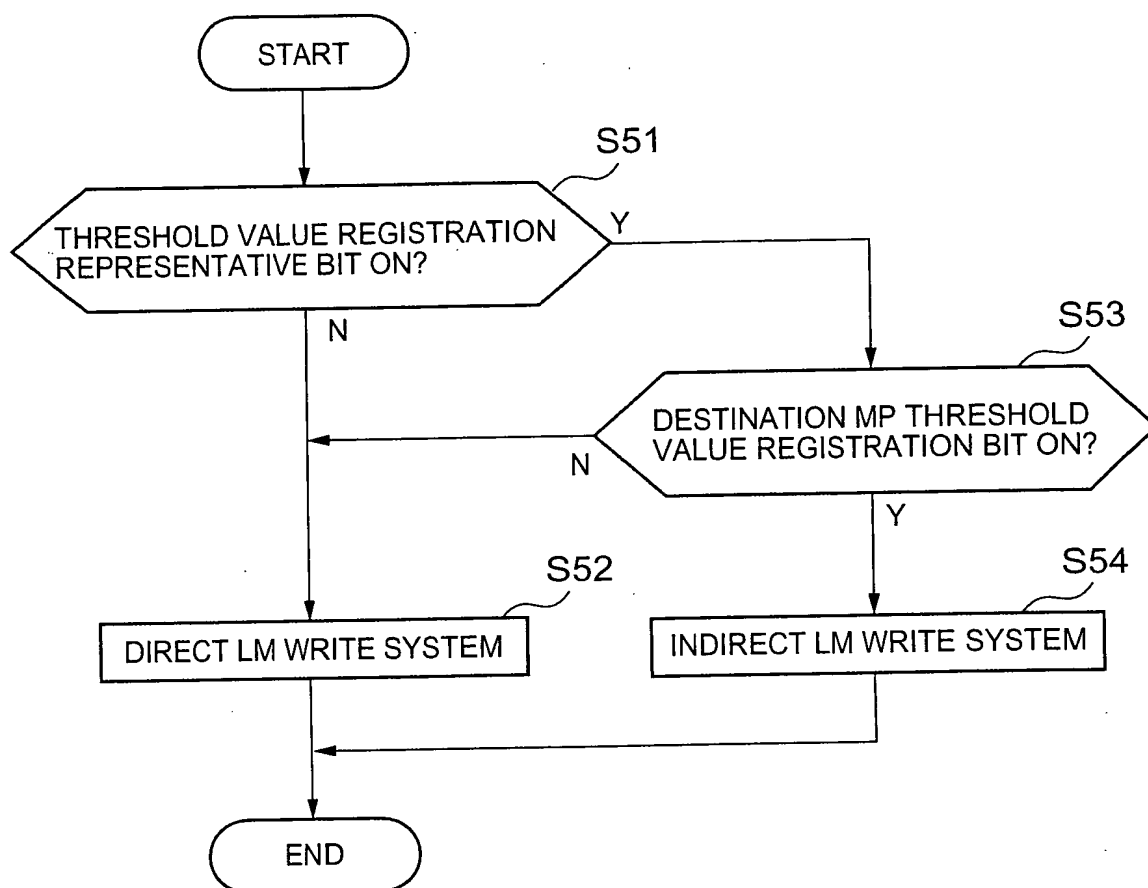 START
S51
THRESHOLD VALUE REGISTRATION
REPRESENTATIVE BIT ON?
Y
N
S53
DESTINATION MP THRESHOLD
VALUE REGISTRATION BIT ON?
N
Y
S52
DIRECT LM WRITE SYSTEM
S54
INDIRECT LM WRITE SYSTEM
END